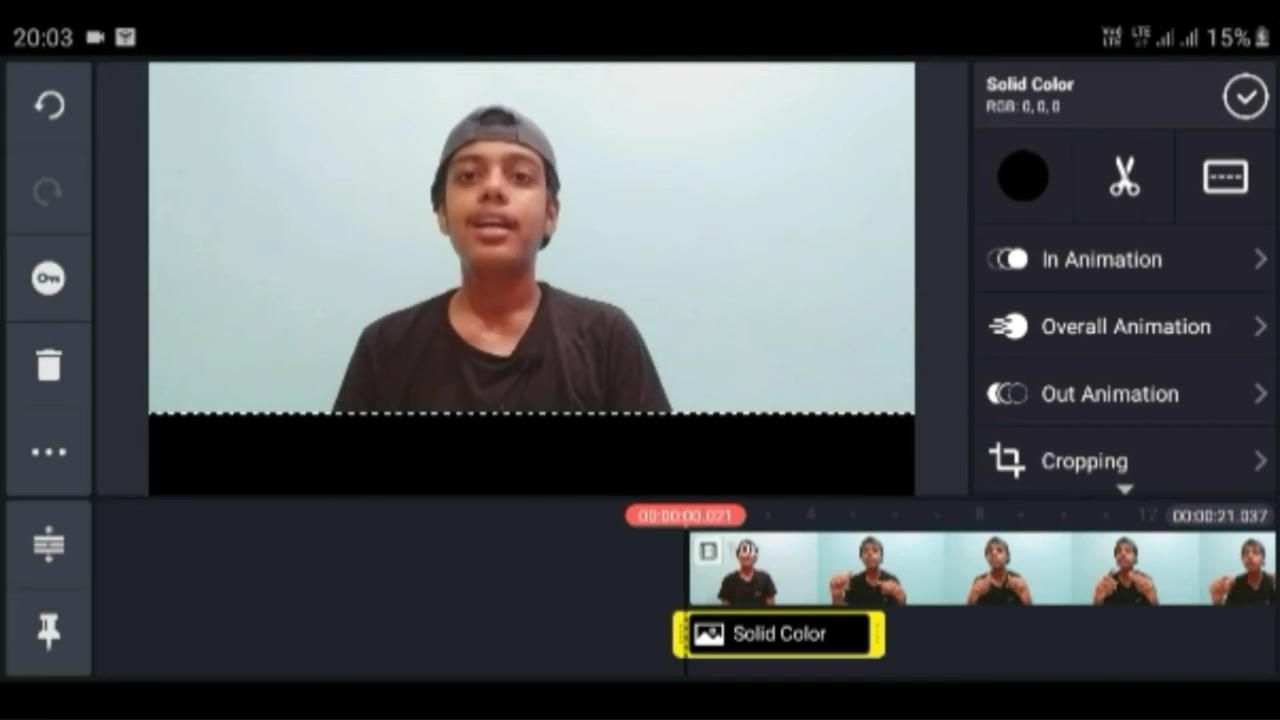 20:03
LTE
15%
Solid Color
RGB: 0, 0, 0
In Animation
Overall Animation
Out Animation
Cropping
00:00:00.021
4
8
12
00:00:21.037
Solid Color